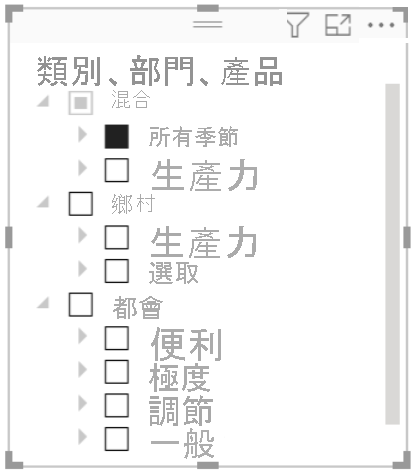 類別、部門、產品
混合
所有季節
生產力
鄉村
生產力
選取
都會
便利
極度
調節
一般